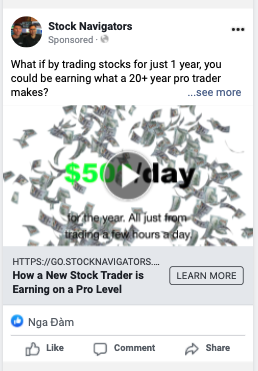 Stock Navigators
Sponsored ·
What if by trading stocks for just 1 year, you
could be earning what a 20+ year pro trader
makes?
...see more
/day
for the year. All just from
trading a few hours a day.
HTTPS://GO.STOCKNAVIGATORS....
How a New Stock Trader is
Earning on a Pro Level
LEARN MORE
Nga Đàm
Like
Comment
Share